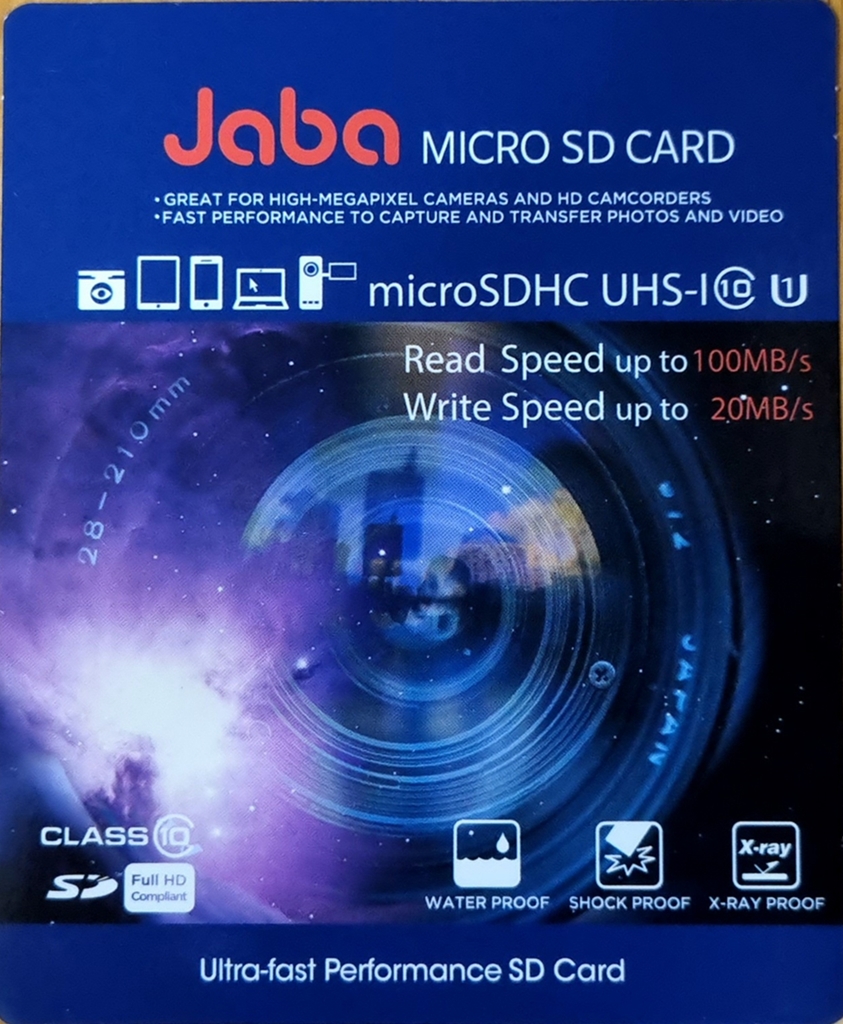 Jaba MICRO SD CARD
• GREAT FOR HIGH-MEGAPIXEL CAMERAS AND HD CAMCORDERS
• FAST PERFORMANCE TO CAPTURE AND TRANSFER PHOTOS AND VIDEO
microSDHC UHS-I 10 U1
Read Speed up to 100MB/s
Write Speed up to 20MB/s
28-210mm
JAPAN
CLASS 10
SD Full HD
Compliant
X-ray
WATER PROOF SHOCK PROOF X-RAY PROOF
Ultra-fast Performance SD Card